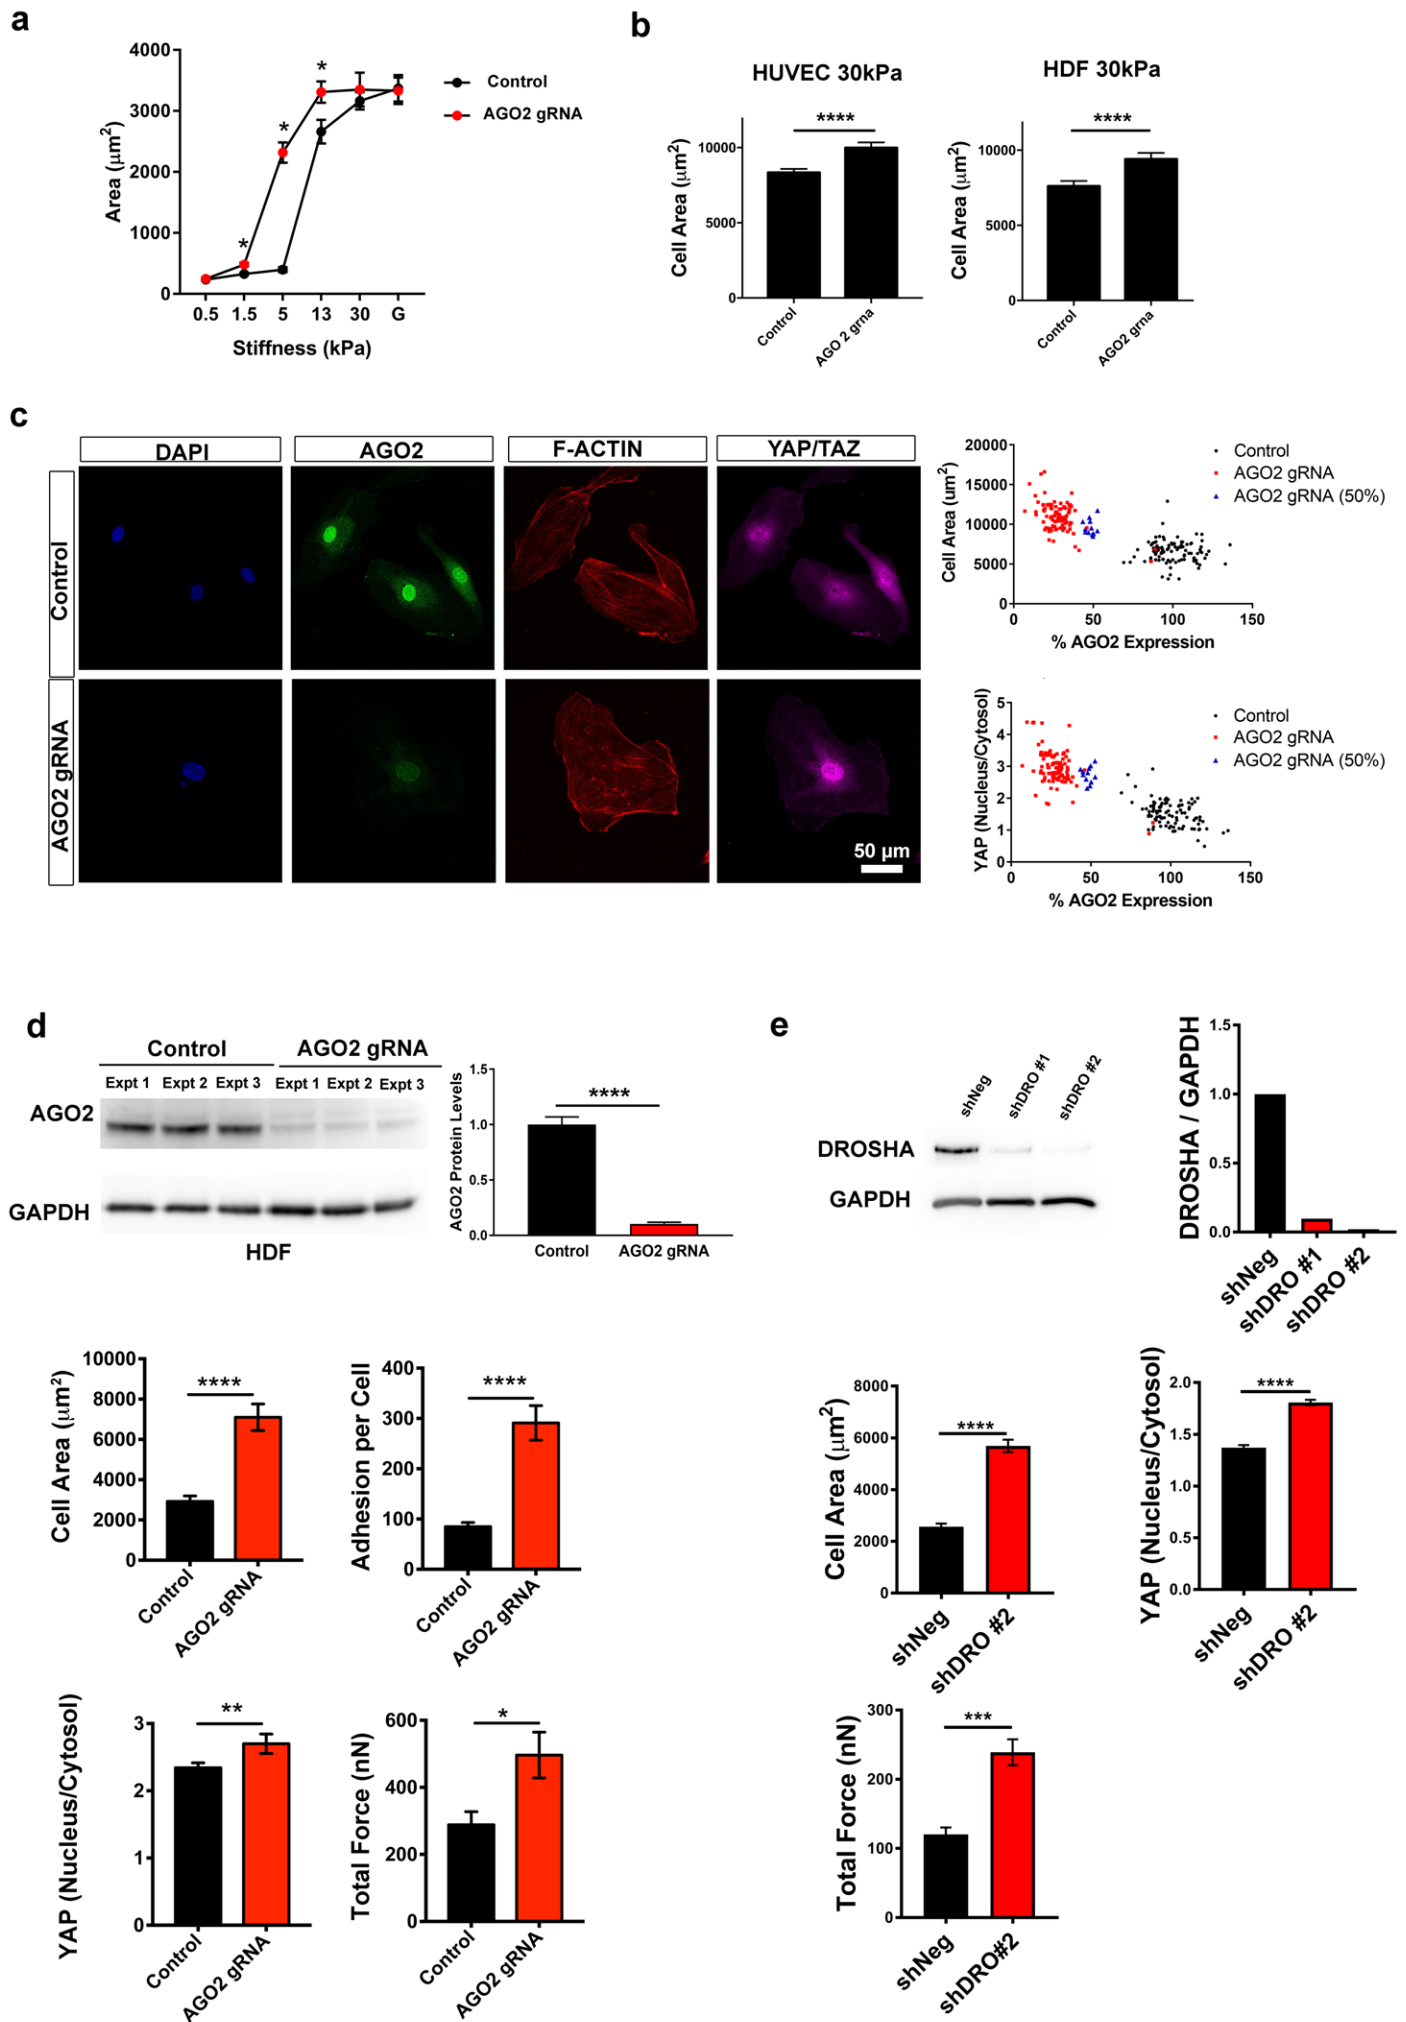 a
4000
3000
2000
1000
0
Area (μm²)
*
*
*
Control
AGO2 gRNA
0.5 1.5 5 13 30 G
Stiffness (kPa)
b
HUVEC 30kPa
****
10000
5000
0
Cell Area (μm²)
Control
AGO 2 grna
HDF 30kPa
****
10000
5000
0
Cell Area (μm²)
Control
AGO2 grna
c
DAPI
AGO2
F-ACTIN
YAP/TAZ
Control
AGO2 gRNA
50 μm
20000
15000
10000
5000
0
Cell Area (um²)
Control
AGO2 gRNA
AGO2 gRNA (50%)
0 50 100 150
% AGO2 Expression
5
4
3
2
1
0
YAP (Nucleus/Cytosol)
Control
AGO2 gRNA
AGO2 gRNA (50%)
0 50 100 150
% AGO2 Expression
d
Control AGO2 gRNA
Expt 1 Expt 2 Expt 3 Expt 1 Expt 2 Expt 3
AGO2
GAPDH
HDF
1.5
1.0
0.5
0.0
AGO2 Protein Levels
****
Control AGO2 gRNA
10000
8000
6000
4000
2000
0
Cell Area (μm²)
****
Control
AGO2 gRNA
400
300
200
100
0
Adhesion per Cell
****
Control
AGO2 gRNA
3
2
1
0
YAP (Nucleus/Cytosol)
**
Control
AGO2 gRNA
600
400
200
0
Total Force (nN)
*
Control
AGO2 gRNA
e
shNeg
shDRO #1
shDRO #2
DROSHA
GAPDH
1.5
1.0
0.5
0.0
DROSHA / GAPDH
shNeg
shDRO #1
shDRO #2
8000
6000
4000
2000
0
Cell Area (μm²)
****
shNeg
shDRO #2
2.0
1.5
1.0
0.5
0.0
YAP (Nucleus/Cytosol)
****
shNeg
shDRO #2
300
200
100
0
Total Force (nN)
***
shNeg
shDRO#2